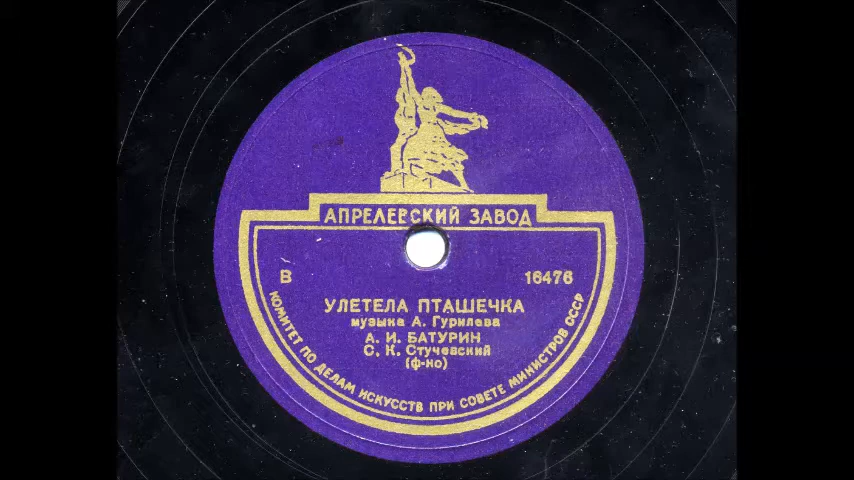 АПРЕЛЕВСКИЙ ЗАВОД
В 16476
УЛЕТЕЛА ПТАШЕЧКА
музыка А. Гурилева
А. И. БАТУРИН
С. К. Стучевский
(ф-но)
КОМИТЕТ ПО ДЕЛАМ ИСКУССТВ ПРИ СОВЕТЕ МИНИСТРОВ СССР